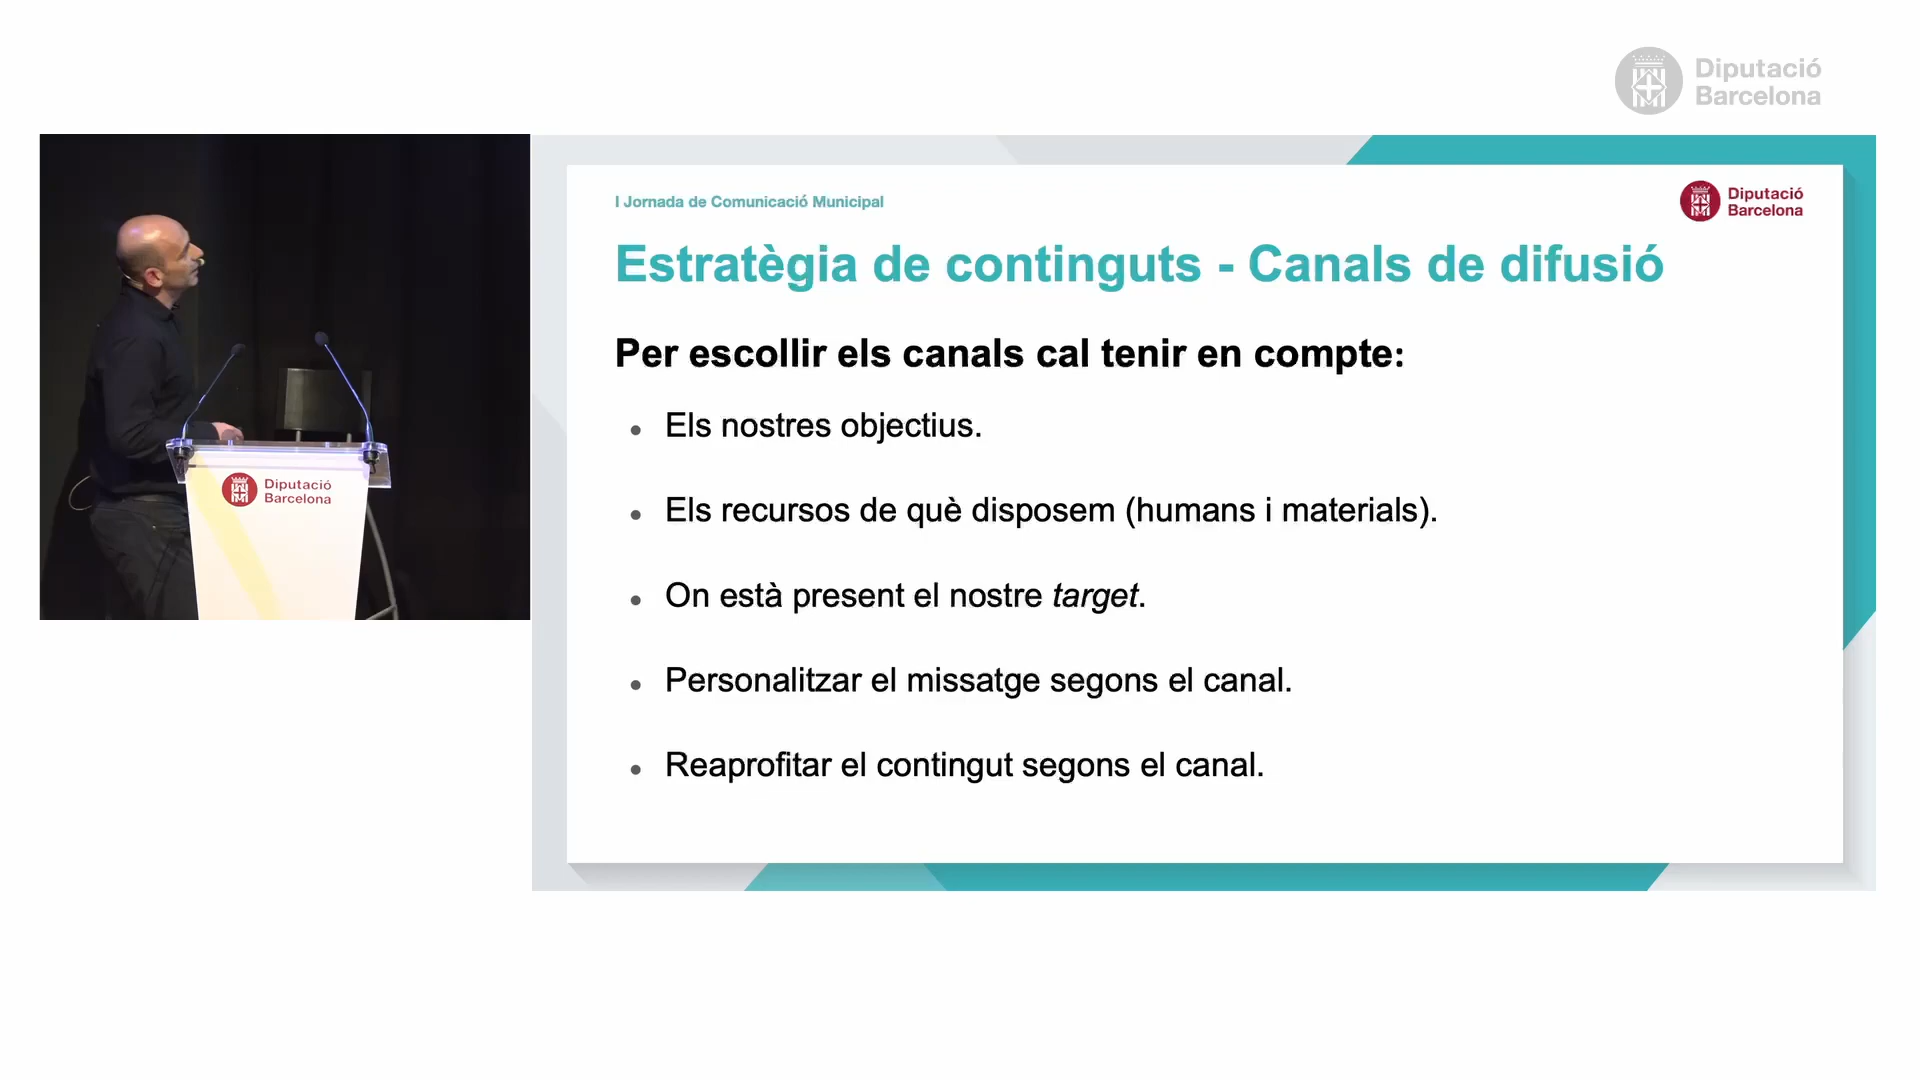 Diputació
Barcelona
I Jornada de Comunicació Municipal
Diputació
Barcelona
Estratègia de continguts - Canals de difusió
Per escollir els canals cal tenir en compte:
• Els nostres objectius.
• Els recursos de què disposem (humans i materials).
• On està present el nostre target.
• Personalitzar el missatge segons el canal.
• Reaprofitar el contingut segons el canal.
Diputació
Barcelona